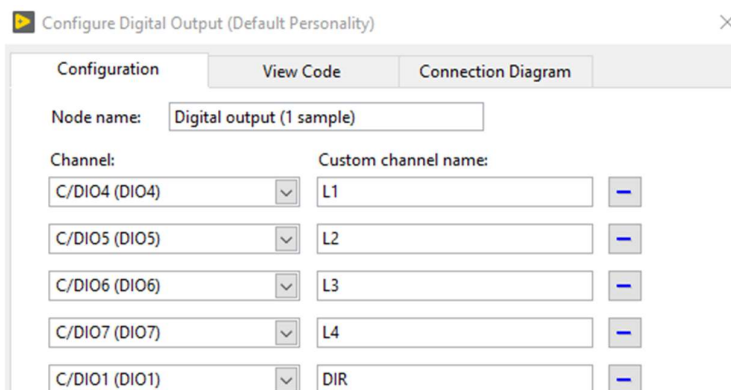 Configure Digital Output (Default Personality)
Configuration View Code Connection Diagram
Node name: Digital output (1 sample)
Channel: Custom channel name:
C/DIO4 (DIO4) L1
C/DIO5 (DIO5) L2
C/DIO6 (DIO6) L3
C/DIO7 (DIO7) L4
C/DIO1 (DIO1) DIR